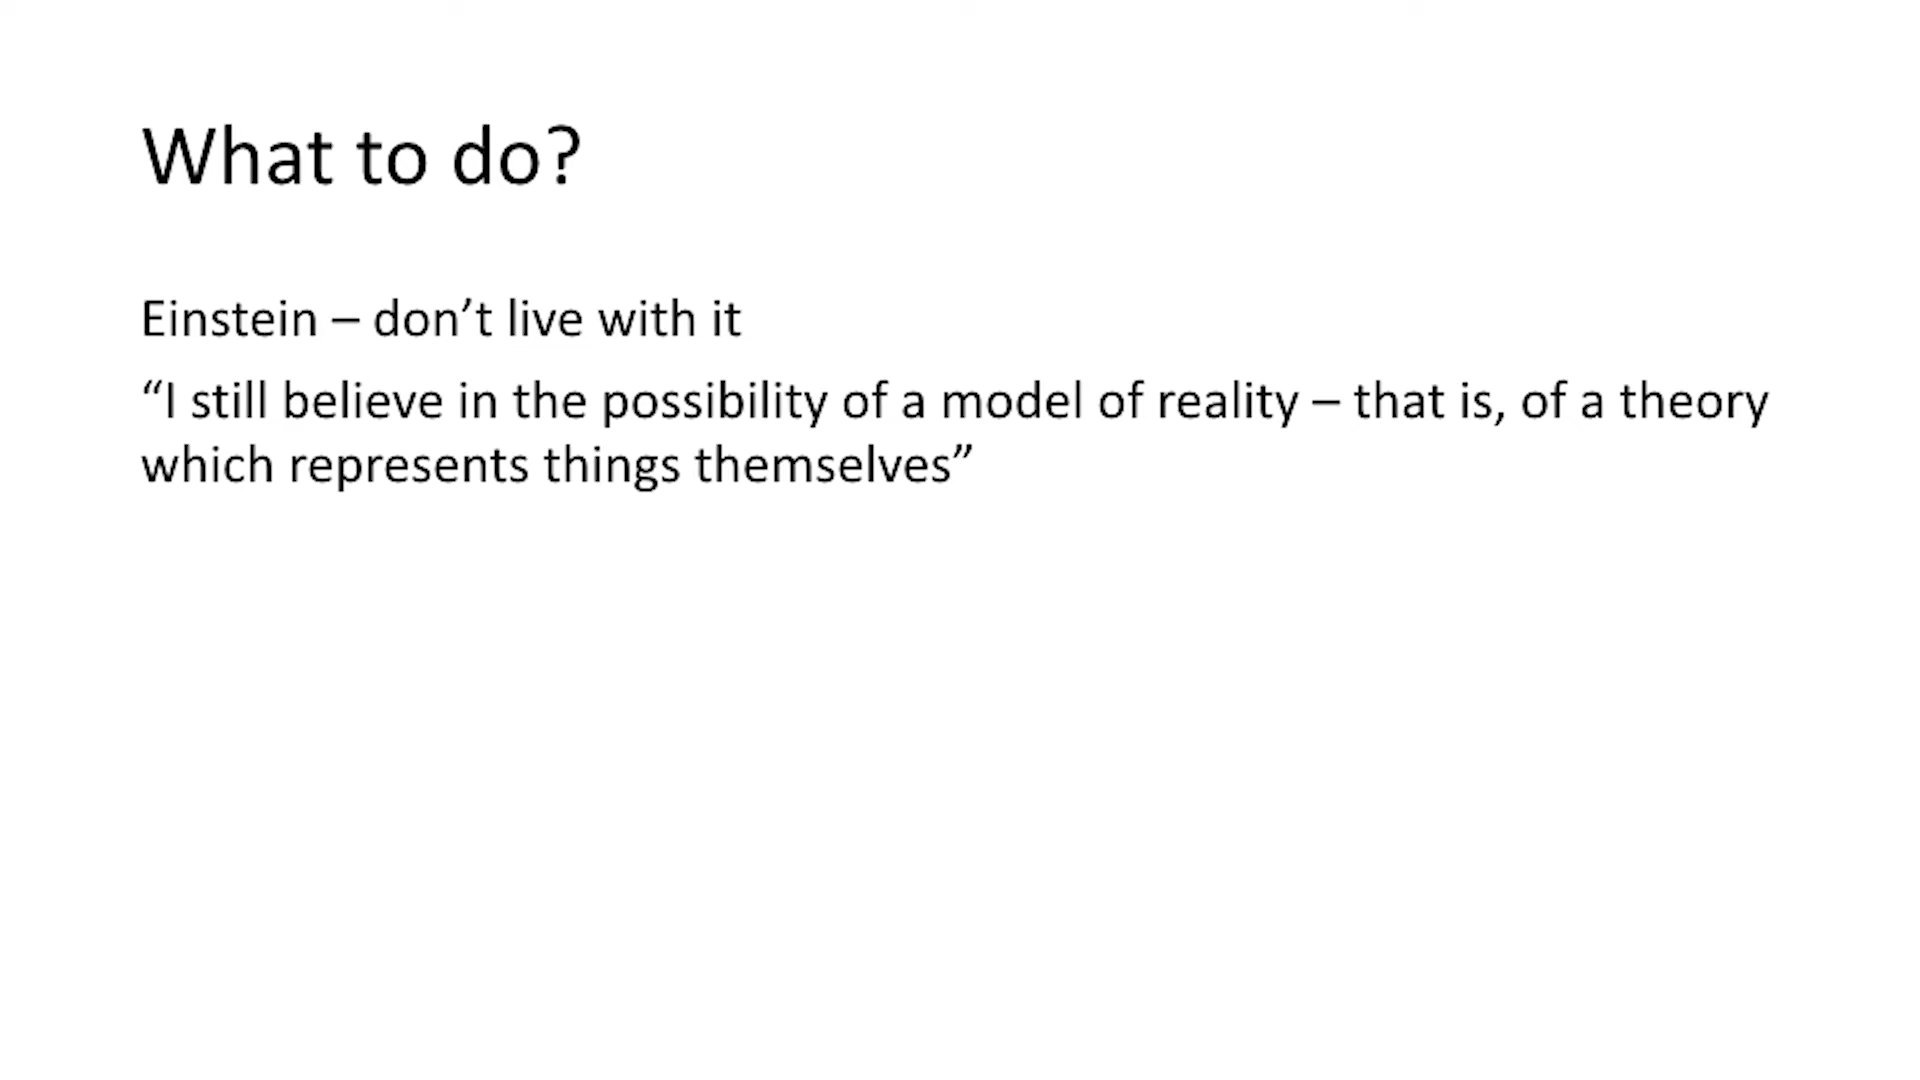 What to do?
Einstein – don’t live with it
“I still believe in the possibility of a model of reality – that is, of a theory
which represents things themselves”